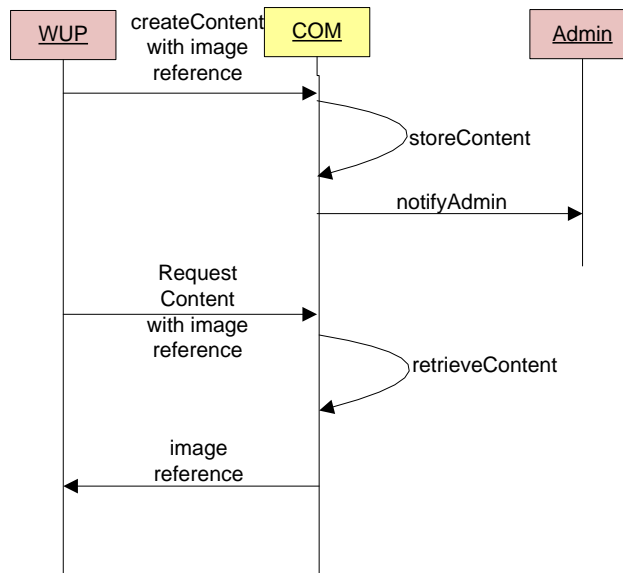 WUP
createContent
with image
reference
COM
Admin
storeContent
notifyAdmin
Request
Content
with image
reference
retrieveContent
image
reference